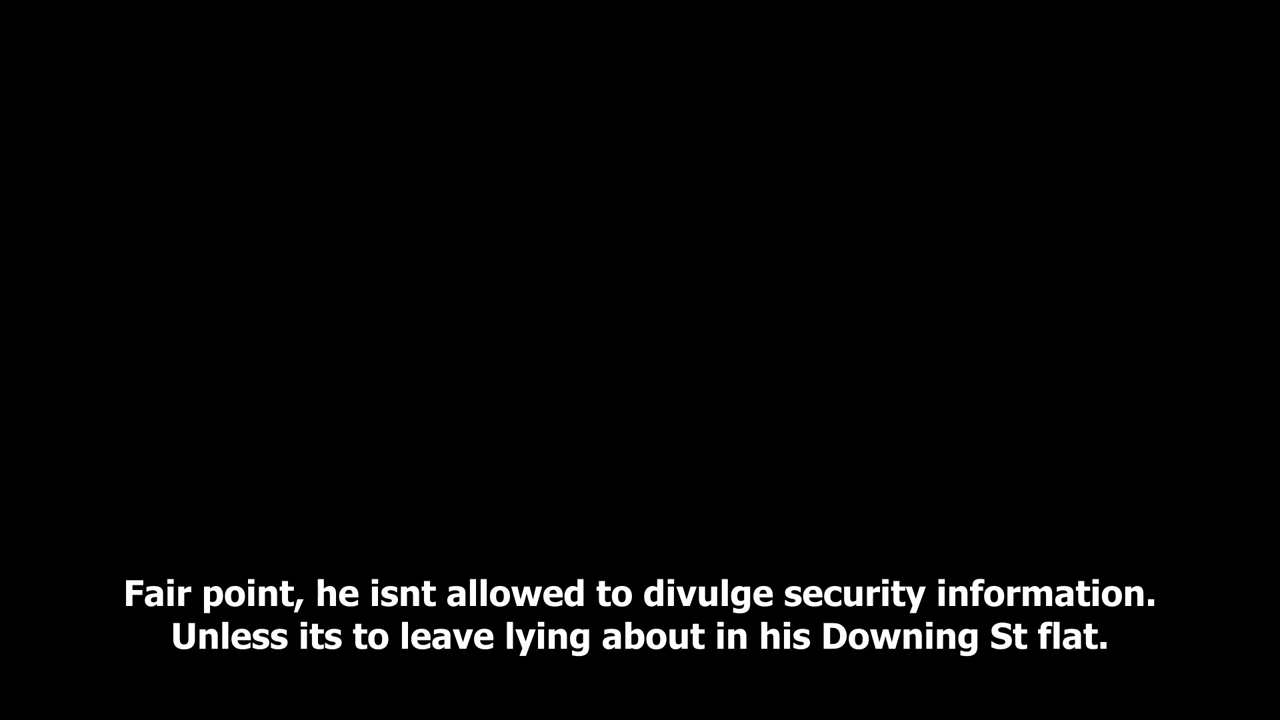 Fair point, he isnt allowed to divulge security information.
Unless its to leave lying about in his Downing St flat.